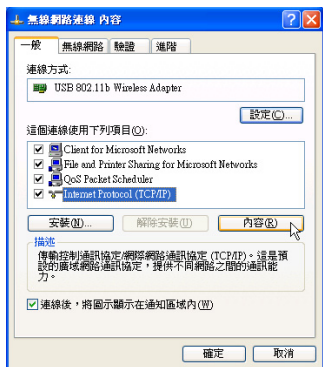 無線網路連線 內容
一般 無線網路 驗證 進階
連線方式:
USB 802.11b Wireless Adapter
設定(C)...
這個連線使用下列項目(O):
Client for Microsoft Networks
File and Printer Sharing for Microsoft Networks
QoS Packet Scheduler
Internet Protocol (TCP/IP)
安裝(N)... 解除安裝(U) 內容(R)
描述
傳輸控制通訊協定/網際網路通訊協定 (TCP/IP)。這是預
設的廣域網路通訊協定,提供不同網路之間的通訊能
力。
連線後,將圖示顯示在通知區域內(W)
確定 取消